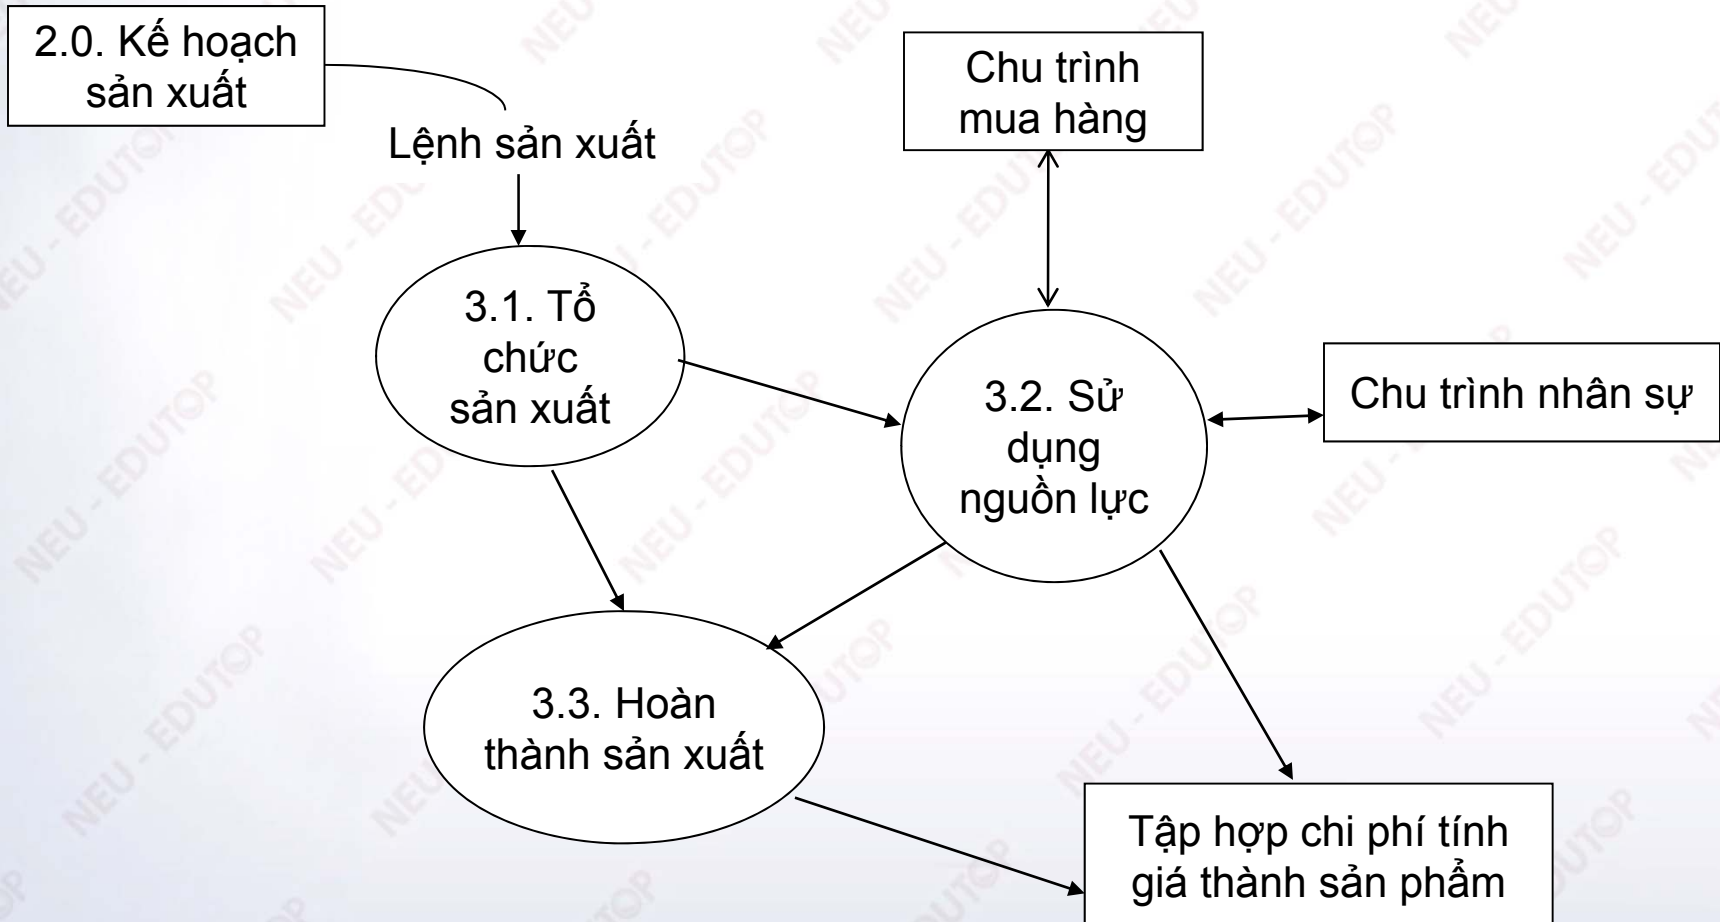 2.0. Kế hoạch
sản xuất
Lệnh sản xuất
Chu trình
mua hàng
3.1. Tổ
chức
sản xuất
3.2. Sử
dụng
nguồn lực
Chu trình nhân sự
3.3. Hoàn
thành sản xuất
Tập hợp chi phí tính
giá thành sản phẩm
NEU - EDUTOP